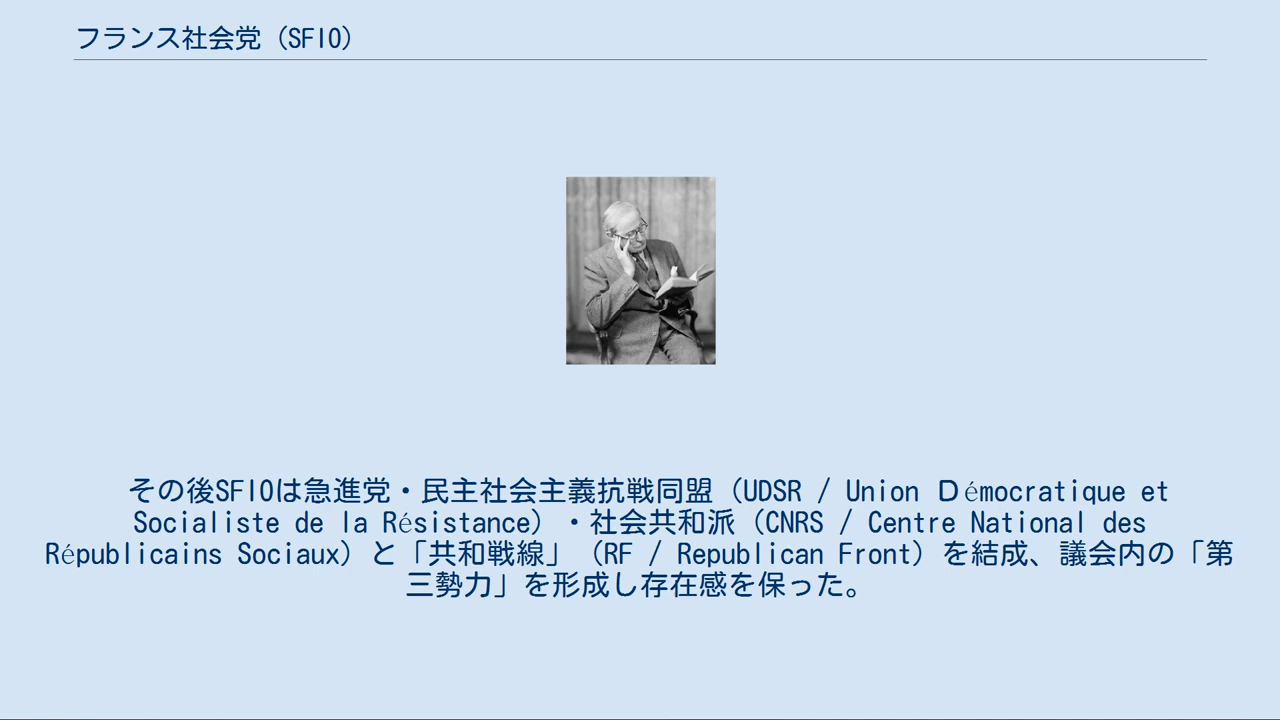 フランス社会党（SFIO）
その後SFIOは急進党・民主社会主義抗戦同盟（UDSR / Union Ｄémocratique et
Socialiste de la Résistance）・社会共和派（CNRS / Centre National des
Républicains Sociaux）と「共和戦線」（RF / Republican Front）を結成、議会内の「第
三勢力」を形成し存在感を保った。